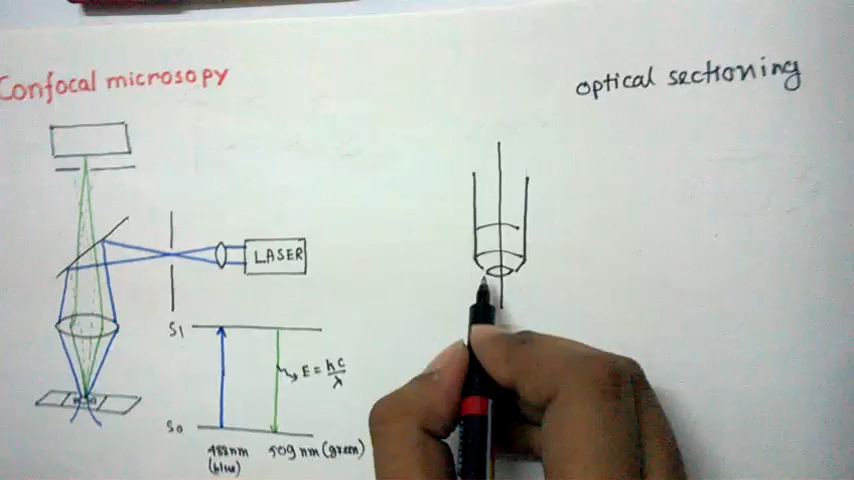 Confocal microsopy
optical sectioning
LASER
S1
E = hc/λ
S0
488nm
(blue)
509 nm (green)